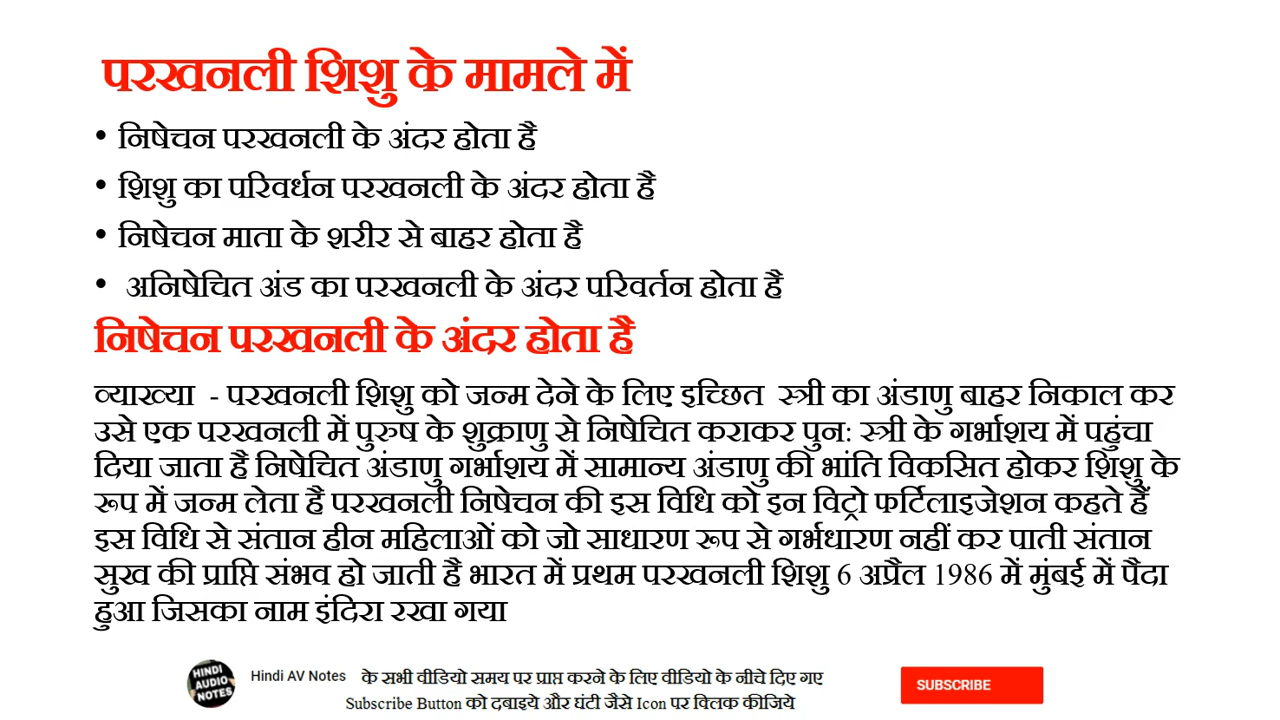 परखनली शिशु के मामले में
• निषेचन परखनली के अंदर होता है
• शिशु का परिवर्धन परखनली के अंदर होता है
• निषेचन माता के शरीर से बाहर होता है
• अनिषेचित अंड का परखनली के अंदर परिवर्तन होता है
निषेचन परखनली के अंदर होता है
व्याख्या - परखनली शिशु को जन्म देने के लिए इच्छित स्त्री का अंडाणु बाहर निकाल कर
उसे एक परखनली में पुरुष के शुक्राणु से निषेचित कराकर पुनः स्त्री के गर्भाशय में पहुंचा
दिया जाता है निषेचित अंडाणु गर्भाशय में सामान्य अंडाणु की भांति विकसित होकर शिशु के
रूप में जन्म लेता है परखनली निषेचन की इस विधि को इन विट्रो फर्टिलाइजेशन कहते हैं
इस विधि से संतान हीन महिलाओं को जो साधारण रूप से गर्भधारण नहीं कर पाती संतान
सुख की प्राप्ति संभव हो जाती है भारत में प्रथम परखनली शिशु 6 अप्रैल 1986 में मुंबई में पैदा
हुआ जिसका नाम इंदिरा रखा गया
HINDI
AUDIO
NOTES
Hindi AV Notes के सभी वीडियो समय पर प्राप्त करने के लिए वीडियो के नीचे दिए गए
Subscribe Button को दबाइये और घंटी जैसे Icon पर क्लिक कीजिये
SUBSCRIBE